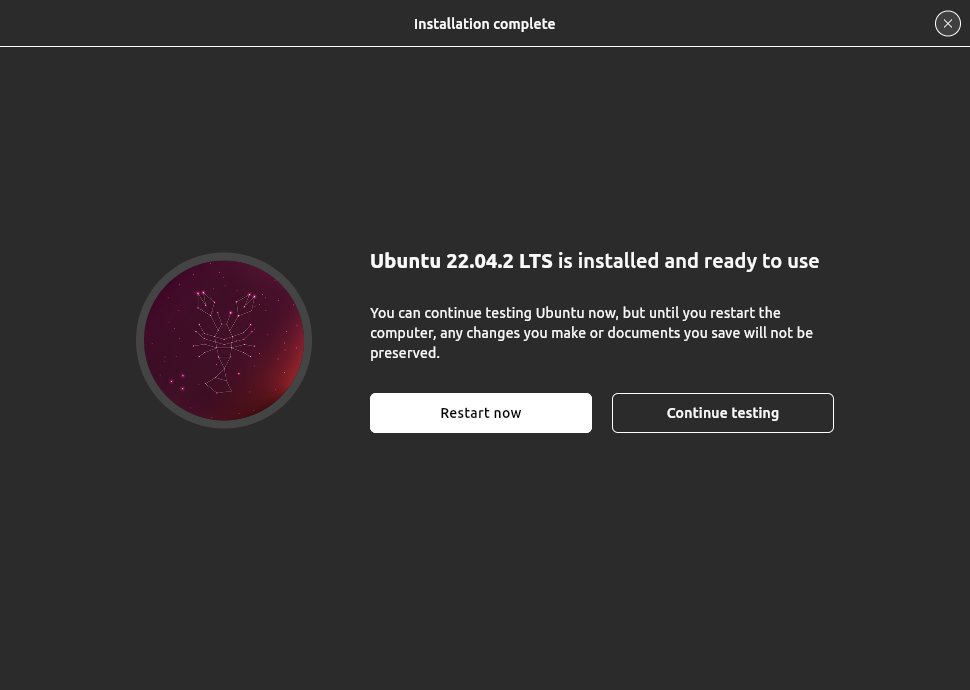 Installation complete
Ubuntu 22.04.2 LTS is installed and ready to use
You can continue testing Ubuntu now, but until you restart the
computer, any changes you make or documents you save will not be
preserved.
Restart now
Continue testing